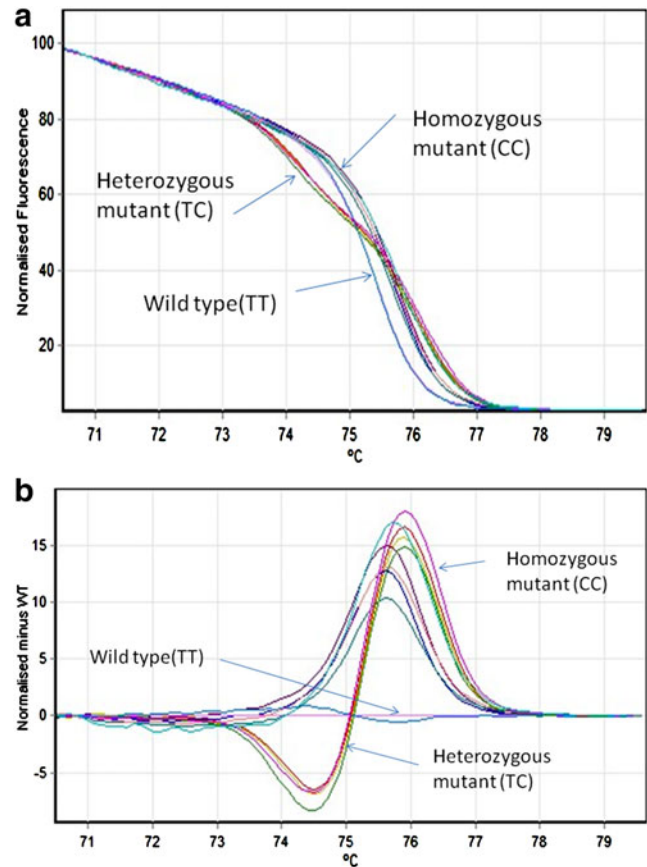 a
Normalised Fluorescence
100
80
60
40
20
Homozygous
mutant (CC)
Heterozygous
mutant (TC)
Wild type(TT)
71 72 73 74 75 76 77 78 79
ºC
b
Normalised minus WT
15
10
5
0
-5
Homozygous
mutant (CC)
Wild type(TT)
Heterozygous
mutant (TC)
71 72 73 74 75 76 77 78 79
ºC